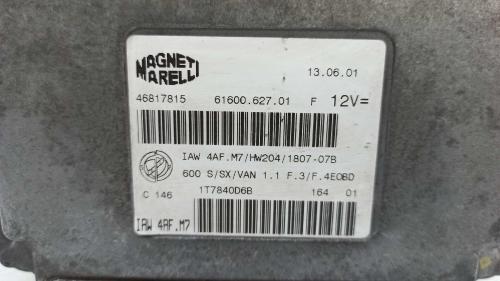 MAGNETI
MARELLI
13.06.01
46817815 61600.627.01 F 12V=
IAW 4AF.M7/HW204/1807-07B
600 S/SX/VAN 1.1 F.3/F.4EOBD
C 146 1T7840D6B 164 01
IAW 4AF.M7